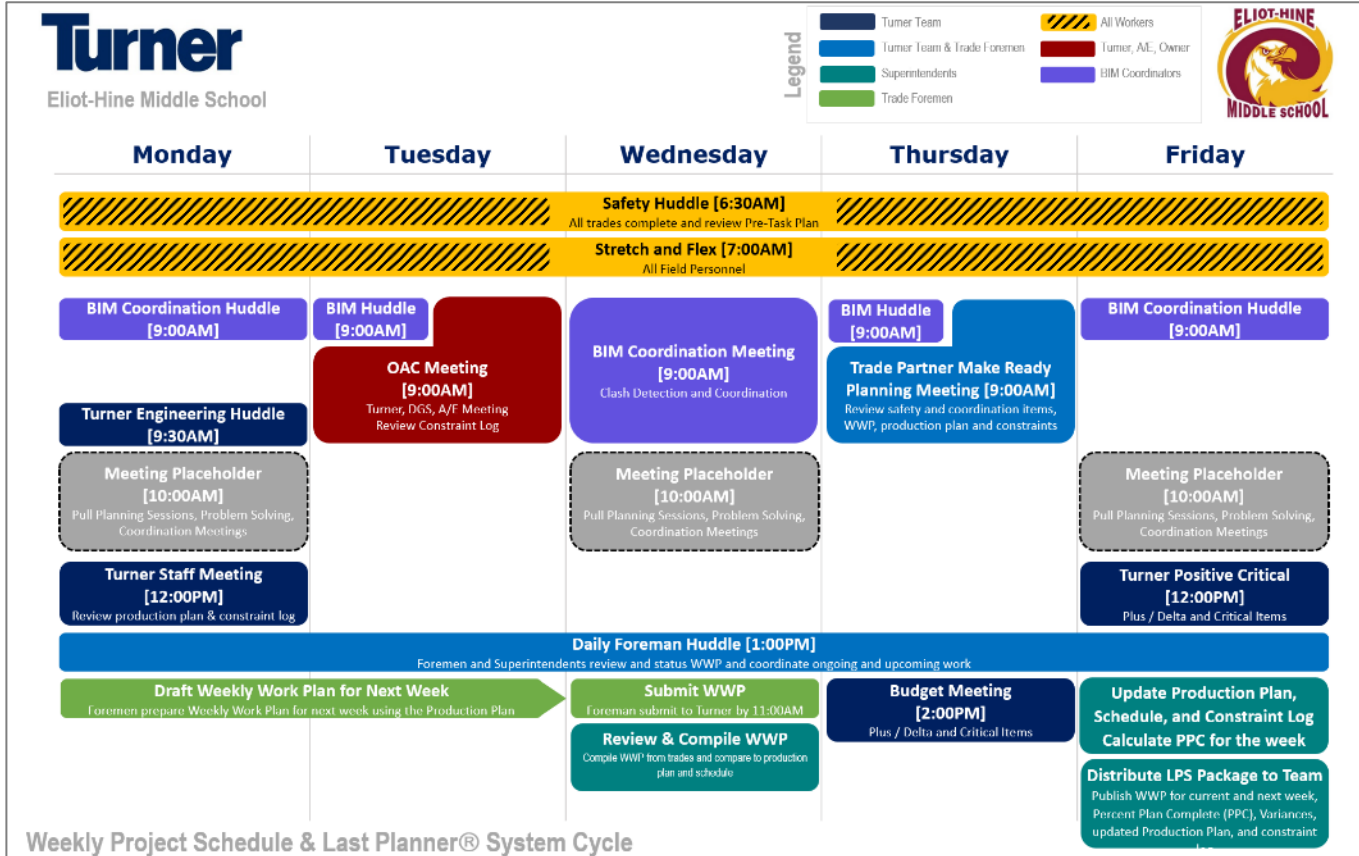 Turner
Eliot-Hine Middle School
Legend
Turner Team
Turner Team & Trade Foremen
Superintendents
Trade Foremen
All Workers
Turner, A/E, Owner
BIM Coordinators
ELIOT-HINE
MIDDLE SCHOOL
Monday
Tuesday
Wednesday
Thursday
Friday
Safety Huddle [6:30AM]
All trades complete and review Pre-Task Plan
Stretch and Flex [7:00AM]
All Field Personnel
BIM Coordination Huddle
[9:00AM]
Turner Engineering Huddle
[9:30AM]
Meeting Placeholder
[10:00AM]
Pull Planning Sessions, Problem Solving,
Coordination Meetings
Turner Staff Meeting
[12:00PM]
Review production plan & constraint log
BIM Huddle
[9:00AM]
OAC Meeting
[9:00AM]
Turner, DGS, A/E Meeting
Review Constraint Log
BIM Coordination Meeting
[9:00AM]
Clash Detection and Coordination
Meeting Placeholder
[10:00AM]
Pull Planning Sessions, Problem Solving,
Coordination Meetings
BIM Huddle
[9:00AM]
Trade Partner Make Ready
Planning Meeting [9:00AM]
Review safety and coordination items,
WWP, production plan and constraints
BIM Coordination Huddle
[9:00AM]
Meeting Placeholder
[10:00AM]
Pull Planning Sessions, Problem Solving,
Coordination Meetings
Turner Positive Critical
[12:00PM]
Plus / Delta and Critical Items
Daily Foreman Huddle [1:00PM]
Foremen and Superintendents review and status WWP and coordinate ongoing and upcoming work
Draft Weekly Work Plan for Next Week
Foremen prepare Weekly Work Plan for next week using the Production Plan
Submit WWP
Foreman submit to Turner by 11:00AM
Review & Compile WWP
Compile WWP from trades and compare to production
plan and schedule
Budget Meeting
[2:00PM]
Plus / Delta and Critical Items
Update Production Plan,
Schedule, and Constraint Log
Calculate PPC for the week
Distribute LPS Package to Team
Publish WWP for current and next week,
Percent Plan Complete (PPC), Variances,
updated Production Plan, and constraint
Weekly Project Schedule & Last Planner® System Cycle